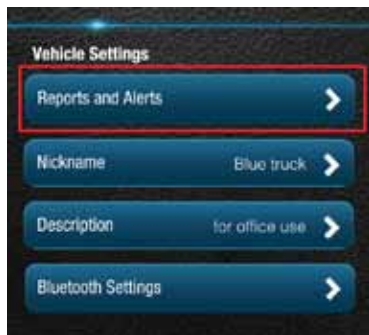 Vehicle Settings
Reports and Alerts
Nickname Blue truck
Description for office use
Bluetooth Settings